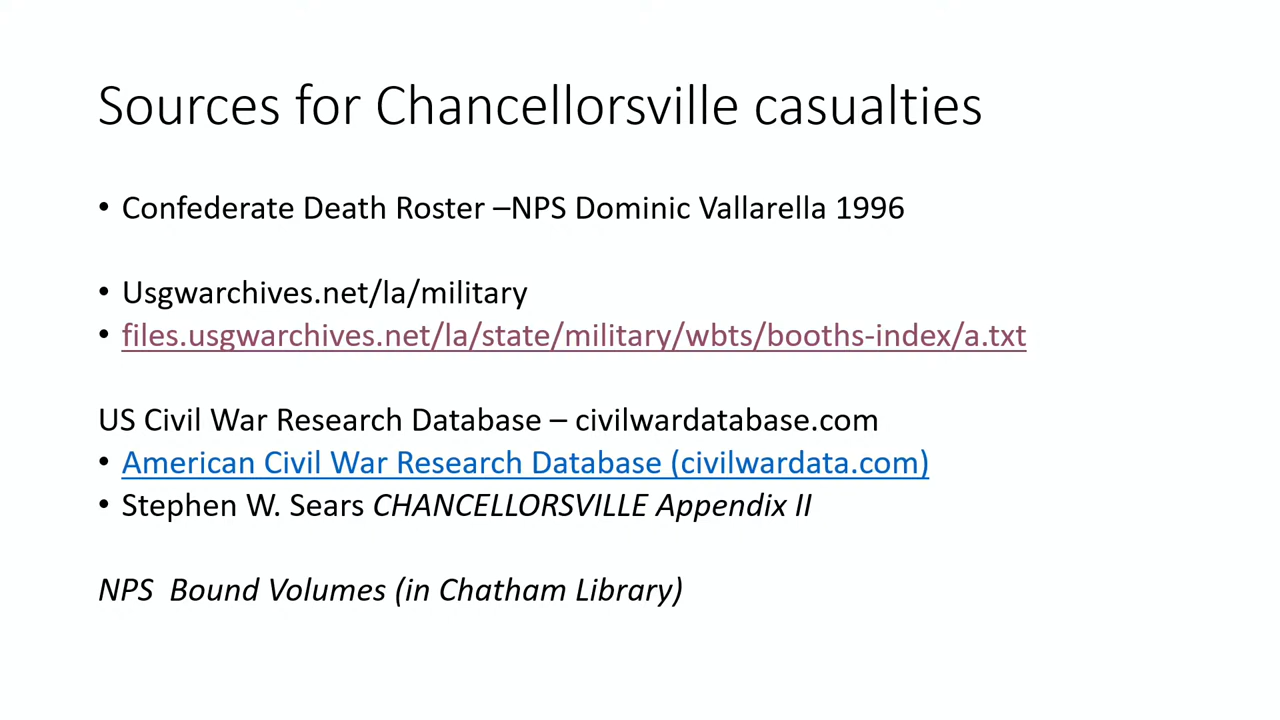 Sources for Chancellorsville casualties
• Confederate Death Roster –NPS Dominic Vallarella 1996
• Usgwarchives.net/la/military
• files.usgwarchives.net/la/state/military/wbts/booths-index/a.txt
US Civil War Research Database – civilwardatabase.com
• American Civil War Research Database (civilwardata.com)
• Stephen W. Sears CHANCELLORSVILLE Appendix II
NPS  Bound Volumes (in Chatham Library)